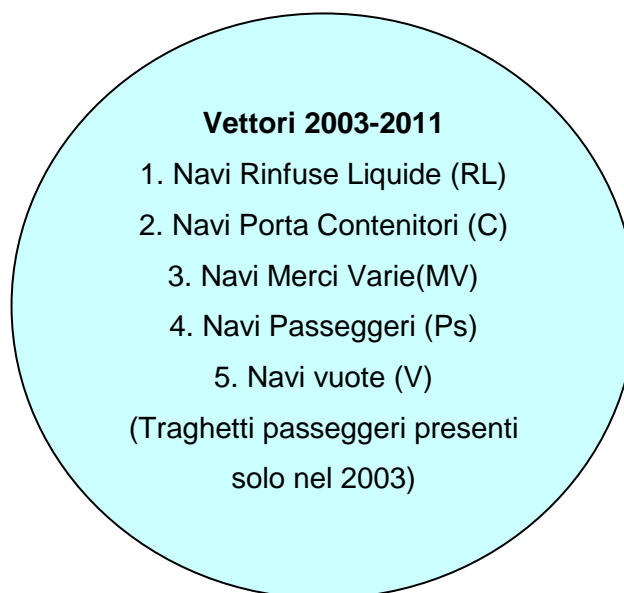 Vettori 2003-2011
1. Navi Rinfuse Liquide (RL)
2. Navi Porta Contenitori (C)
3. Navi Merci Varie(MV)
4. Navi Passeggeri (Ps)
5. Navi vuote (V)
(Traghetti passeggeri presenti
solo nel 2003)